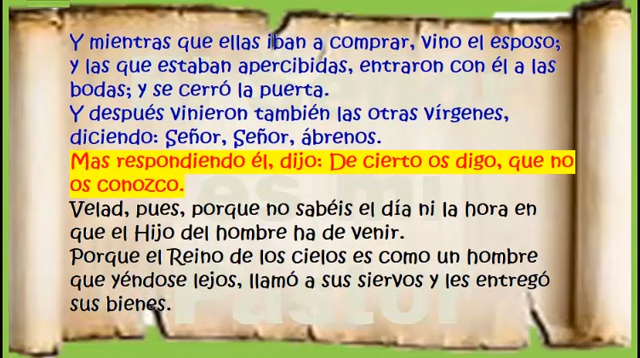 Y mientras que ellas iban a comprar, vino el esposo;
y las que estaban apercibidas, entraron con él a las
bodas; y se cerró la puerta.
Y después vinieron también las otras vírgenes,
diciendo: Señor, Señor, ábrenos.
Mas respondiendo él, dijo: De cierto os digo, que no
os conozco.
Velad, pues, porque no sabéis el día ni la hora en
que el Hijo del hombre ha de venir.
Porque el Reino de los cielos es como un hombre
que yéndose lejos, llamó a sus siervos y les entregó
sus bienes.
es mi
Pastor